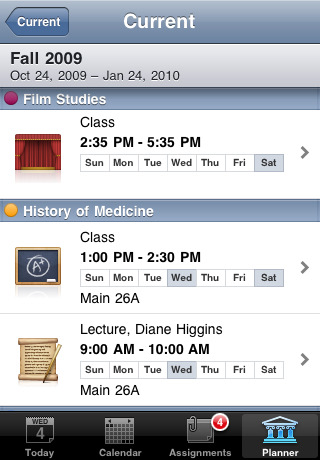 Current
Current
Fall 2009
Oct 24, 2009 – Jan 24, 2010
Film Studies
Class
2:35 PM - 5:35 PM
Sun Mon Tue Wed Thu Fri Sat
History of Medicine
A+
Class
1:00 PM - 2:30 PM
Sun Mon Tue Wed Thu Fri Sat
Main 26A
Lecture, Diane Higgins
9:00 AM - 10:00 AM
Sun Mon Tue Wed Thu Fri Sat
Main 26A
WED
4
4
Today Calendar Assignments Planner